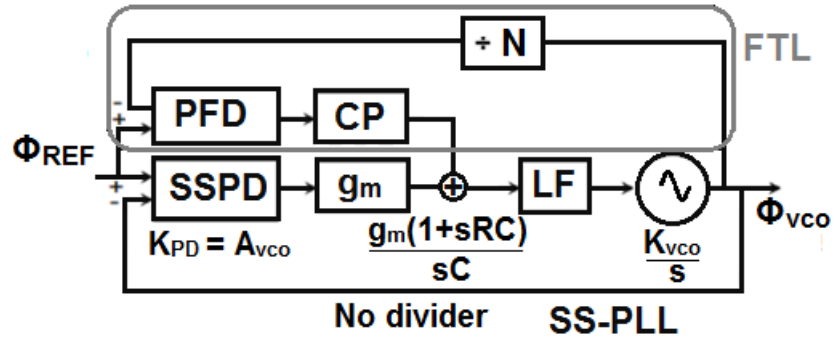 ÷ N
FTL
-
+
PFD
CP
ΦREF
+
-
SSPD
gm
+
LF
Φvco
KPD = Avco
gm(1+sRC)
sC
Kvco
s
No divider
SS-PLL